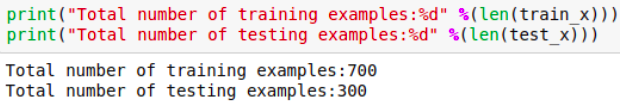 print("Total number of training examples:%d" %(len(train_x)))
print("Total number of testing examples:%d" %(len(test_x)))
Total number of training examples:700
Total number of testing examples:300